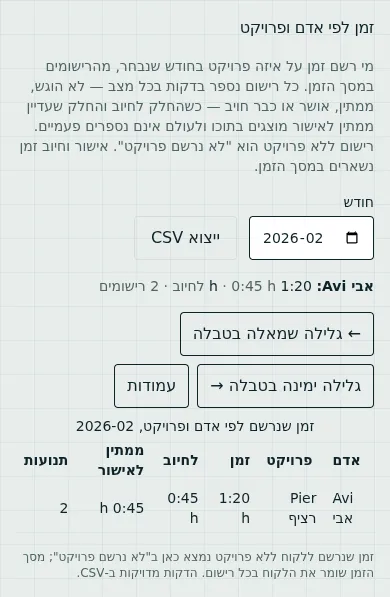 זמן לפי אדם ופרויקט
מי רשם זמן על איזה פרויקט בחודש שנבחר, מהרישומים
במסך הזמן. כל רישום נספר בדקות בכל מצב — לא הוגש,
ממתין, אושר או כבר חויב — כשהחלק לחיוב והחלק שעדיין
ממתין לאישור מוצגים בתוכו ולעולם אינם נספרים פעמיים.
רישום ללא פרויקט הוא "לא נרשם פרויקט". אישור וחיוב זמן
נשארים במסך הזמן.
חודש
2026-02
ייצוא CSV
אבי Avi: 1:20 h · 0:45 h לחיוב · 2 רישומים
← גלילה שמאלה בטבלה
גלילה ימינה בטבלה →
עמודות
זמן שנרשם לפי אדם ופרויקט, 2026-02
אדם פרויקט זמן לחיוב ממתין לאישור תנועות
Avi אבי Pier רציף 1:20 h 0:45 h 0:45 h 2
זמן שנרשם ללקוח ללא פרויקט נמצא כאן ב"לא נרשם פרויקט"; מסך
הזמן שומר את הלקוח בכל רישום. הדקות מדויקות ב-CSV.